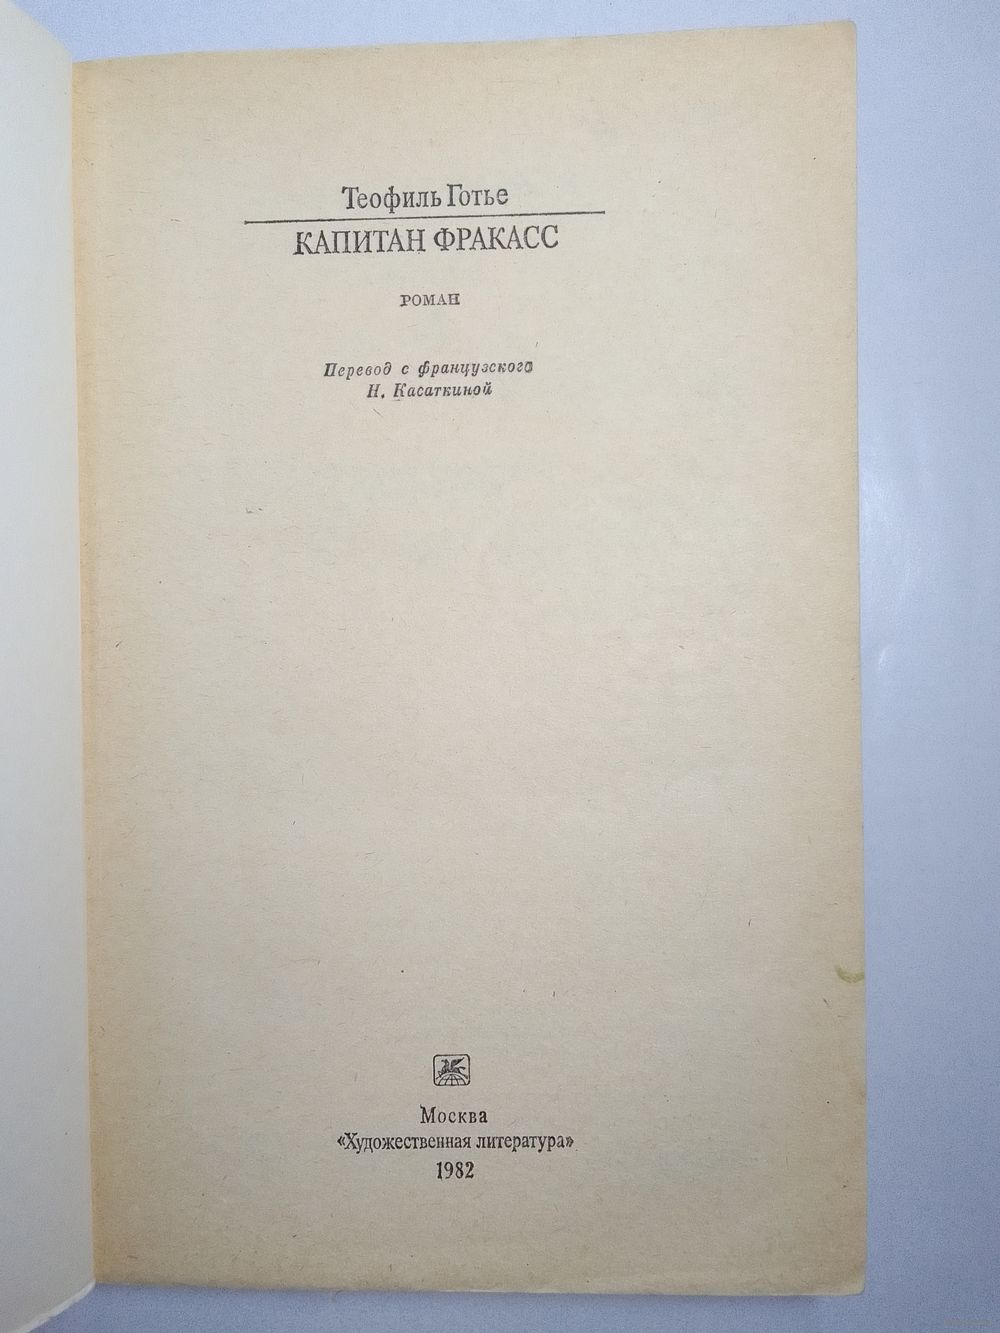 Теофиль Готье
КАПИТАН ФРАКАСС
РОМАН
Перевод с французского
Н. Касаткиной
Москва
«Художественная литература»
1982